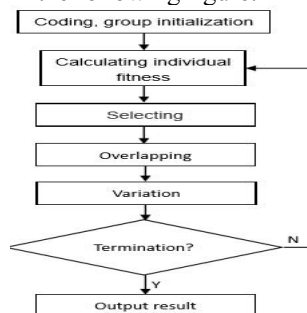 Coding, group initialization
Calculating individual
fitness
Selecting
Overlapping
Variation
Termination?
N
Y
Output result